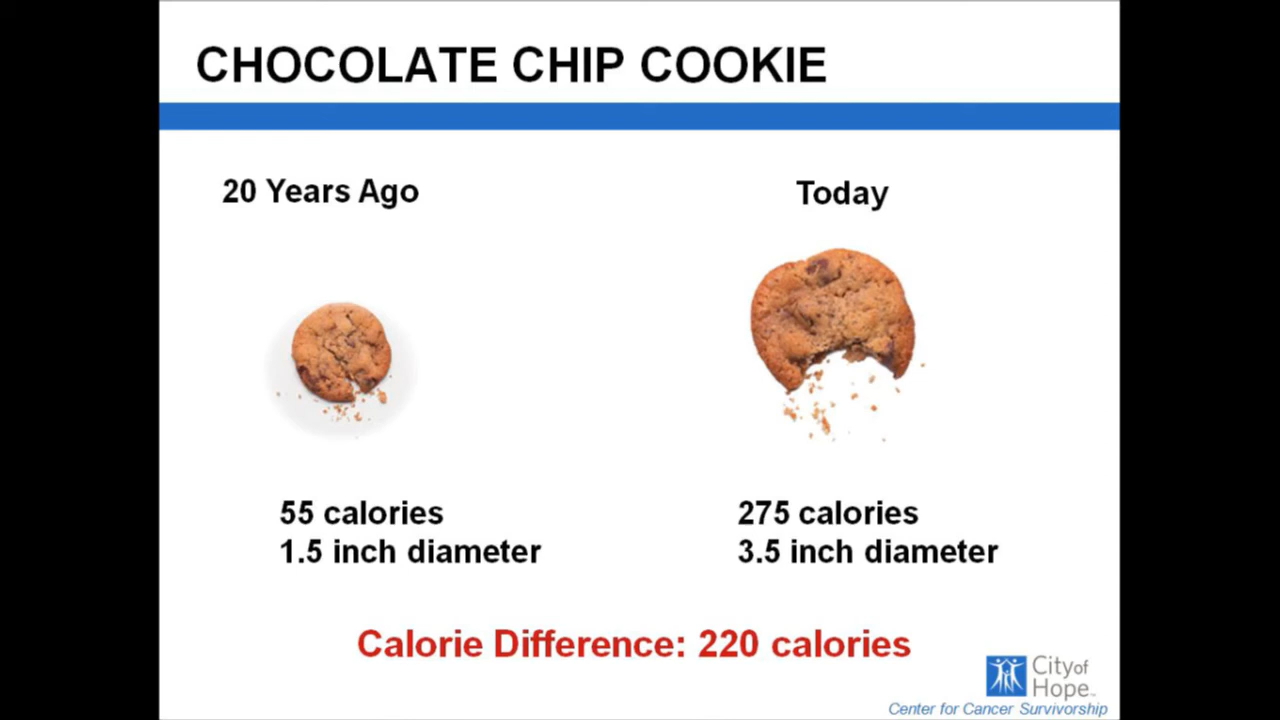 CHOCOLATE CHIP COOKIE
20 Years Ago
Today
55 calories
1.5 inch diameter
275 calories
3.5 inch diameter
Calorie Difference: 220 calories
City of
Hope™
Center for Cancer Survivorship